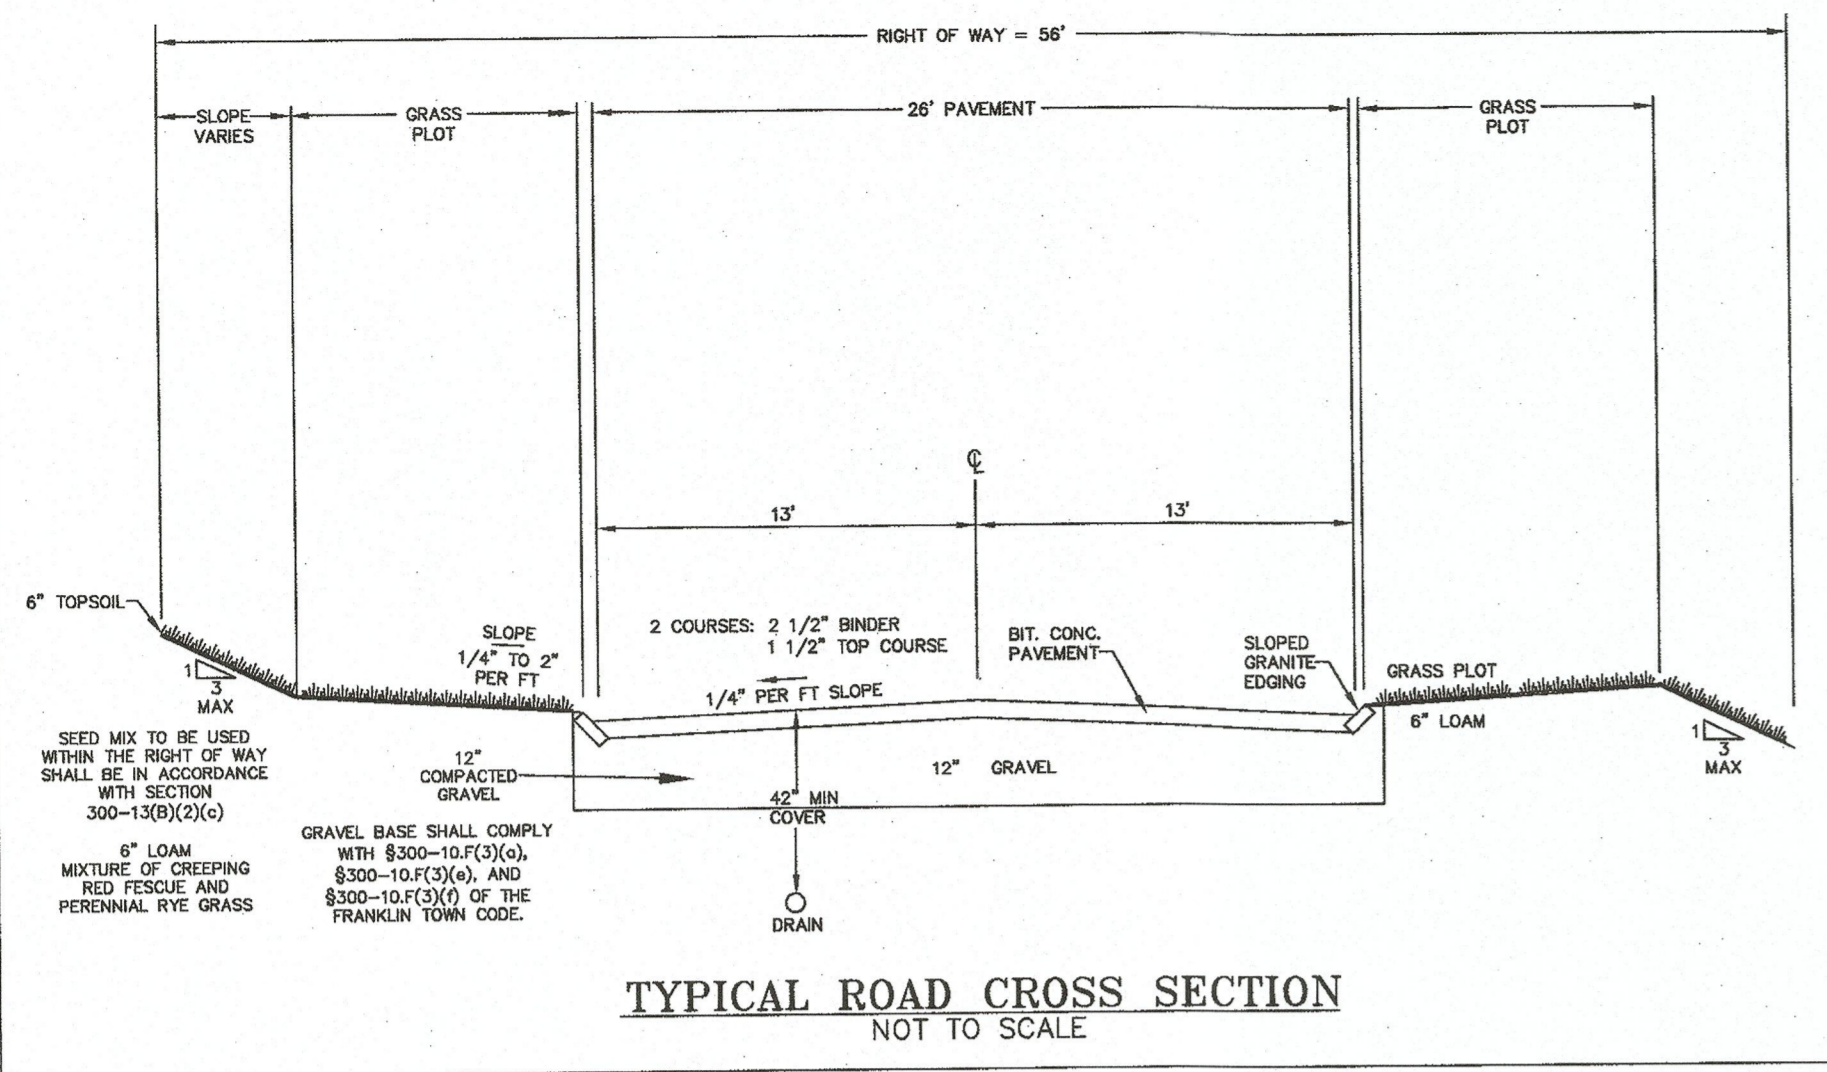 RIGHT OF WAY = 56'
SLOPE
VARIES
GRASS
PLOT
26' PAVEMENT
GRASS
PLOT
℄
13'
13'
6" TOPSOIL
1
3
MAX
SLOPE
1/4" TO 2"
PER FT
2 COURSES: 2 1/2" BINDER
1 1/2" TOP COURSE
1/4" PER FT SLOPE
BIT. CONC.
PAVEMENT
SLOPED
GRANITE
EDGING
GRASS PLOT
6" LOAM
1
3
MAX
SEED MIX TO BE USED
WITHIN THE RIGHT OF WAY
SHALL BE IN ACCORDANCE
WITH SECTION
300-13(B)(2)(c)
6" LOAM
MIXTURE OF CREEPING
RED FESCUE AND
PERENNIAL RYE GRASS
12"
COMPACTED
GRAVEL
12" GRAVEL
42" MIN
COVER
DRAIN
GRAVEL BASE SHALL COMPLY
WITH §300-10.F(3)(a),
§300-10.F(3)(e), AND
§300-10.F(3)(f) OF THE
FRANKLIN TOWN CODE.
TYPICAL ROAD CROSS SECTION
NOT TO SCALE